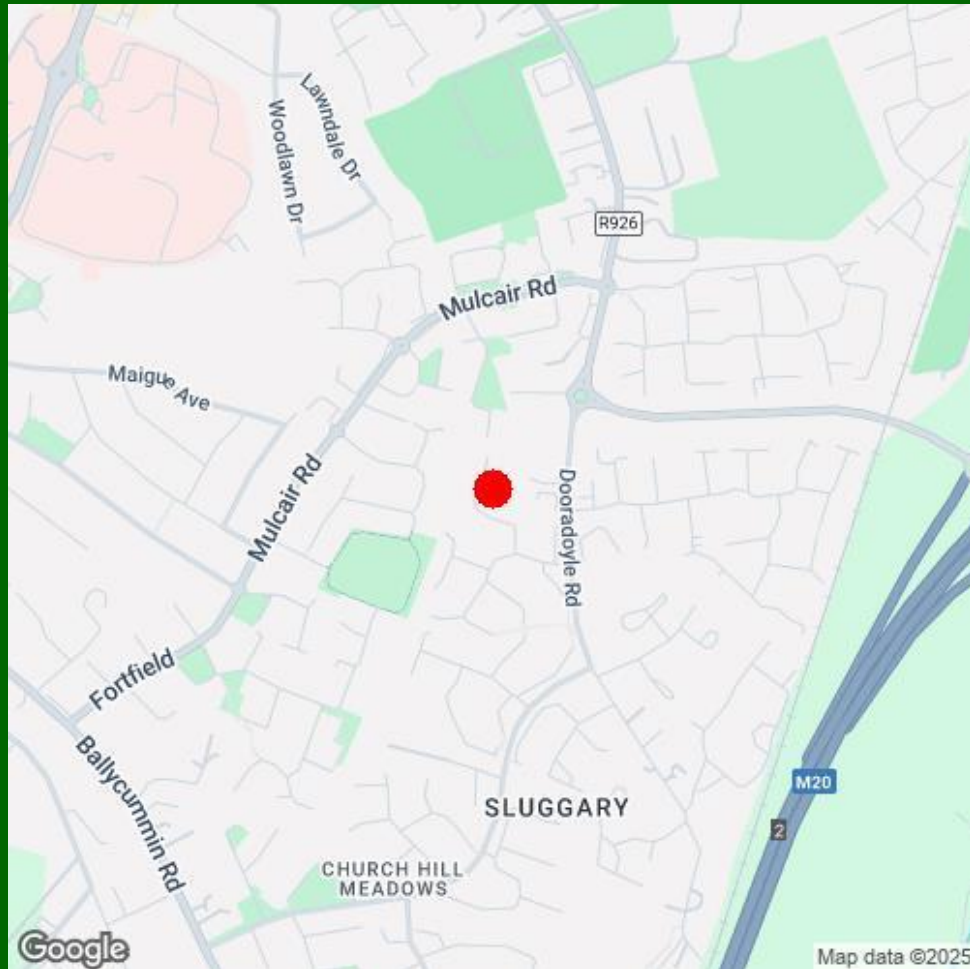 Lawndale Dr
Woodlawn Dr
R926
Mulcair Rd
Maigue Ave
Mulcair Rd
Dooradoyle Rd
Fortfield
Ballycummin Rd
M20
SLUGGARY
2
CHURCH HILL
MEADOWS
Google
Map data ©2025